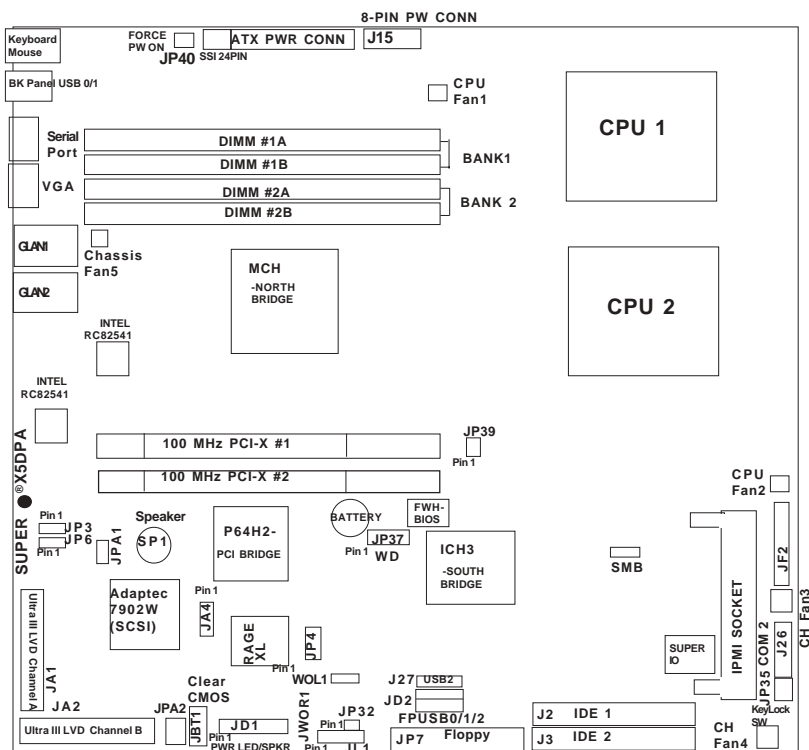 8-PIN PW CONN
Keyboard
Mouse
FORCE
PW ON
JP40
SSI 24PIN
ATX PWR CONN
J15
BK Panel USB 0/1
CPU
Fan1
CPU 1
Serial
Port
DIMM #1A
DIMM #1B
BANK1
VGA
DIMM #2A
DIMM #2B
BANK 2
GLAN1
Chassis
Fan5
GLAN2
MCH
-NORTH
BRIDGE
CPU 2
INTEL
RC82541
INTEL
RC82541
100 MHz PCI-X #1
JP39
Pin 1
100 MHz PCI-X #2
CPU
Fan2
SUPER ®X5DPA
Pin 1
JP3
JP6
Pin 1
JPA1
Speaker
SP1
P64H2-
PCI BRIDGE
BATTERY
FWH-
BIOS
JP37
Pin 1
WD
ICH3
-SOUTH
BRIDGE
SMB
JF2
CH Fan3
IPMI SOCKET
Adaptec
7902W
(SCSI)
Pin 1
JA4
RAGE
XL
JP4
Pin 1
SUPER
IO
COM 2
J26
JP35
Ultra III LVD Channel A
JA1
JA2
Ultra III LVD Channel B
Clear
CMOS
JPA2
JBT1
WOL1
JWOR1
J27
USB2
JD2
FPUSB0/1/2
JD1
Pin 1
PWR LED/SPKR
Pin 1
JP32
Pin 1
JL1
JP7
Floppy
J2
IDE 1
J3
IDE 2
KeyLock
SW
CH
Fan4